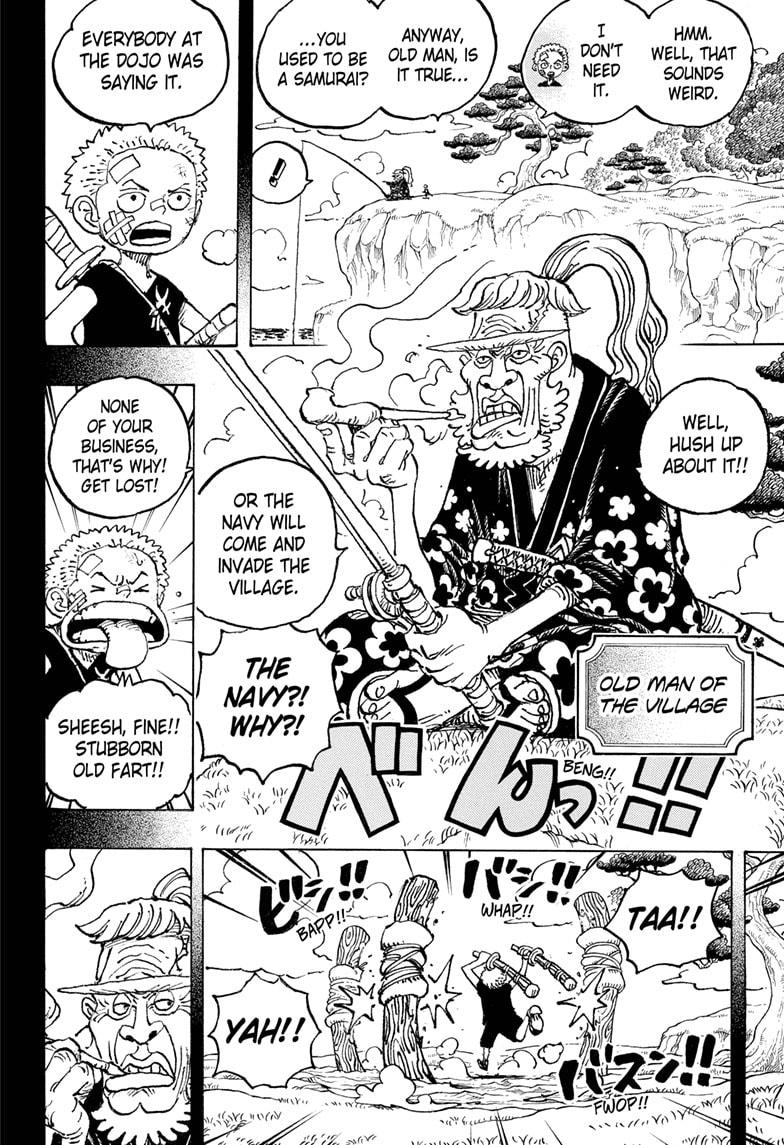 HMM.
WELL, THAT
SOUNDS
WEIRD.
I
DON'T
NEED
IT.
ANYWAY,
OLD MAN, IS
IT TRUE...
...YOU
USED TO BE
A SAMURAI?
!
EVERYBODY AT
THE DOJO WAS
SAYING IT.
WELL,
HUSH UP
ABOUT IT!!
OR THE
NAVY WILL
COME AND
INVADE THE
VILLAGE.
THE
NAVY?!
WHY?!
OLD MAN OF
THE VILLAGE
べんっ!!
BENG!!
NONE
OF YOUR
BUSINESS,
THAT'S WHY!
GET LOST!
SHEESH, FINE!!
STUBBORN
OLD FART!!
TAA!!
バシ!!
WHAP!!
ビシ!!
BAPP!!
YAH!!
バスン!!
FWOP!!